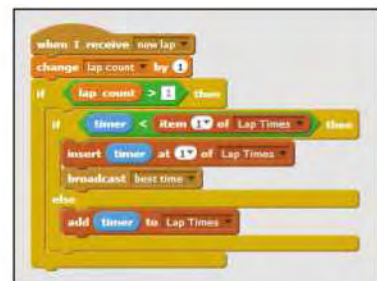 when I receive new lap
change lap count by 1
if lap count > 1 then
if timer < item 1 of Lap Times then
insert timer at 1 of Lap Times
broadcast best time
else
add timer to Lap Times